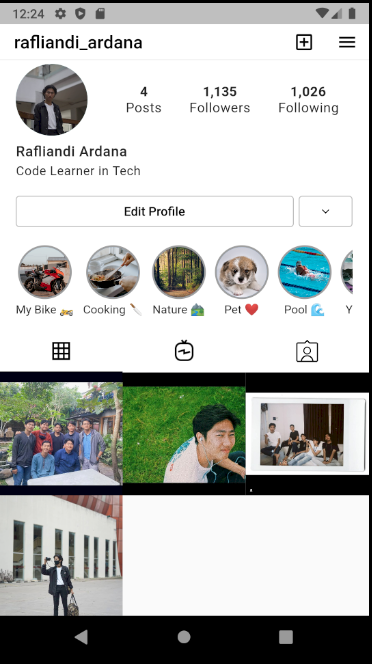 12:24
rafliandi_ardana
4 1,135 1,026
Posts Followers Following
Rafliandi Ardana
Code Learner in Tech
Edit Profile
My Bike 🏍️ Cooking 🔪 Nature 🏞️ Pet ❤️ Pool 🌊 Y